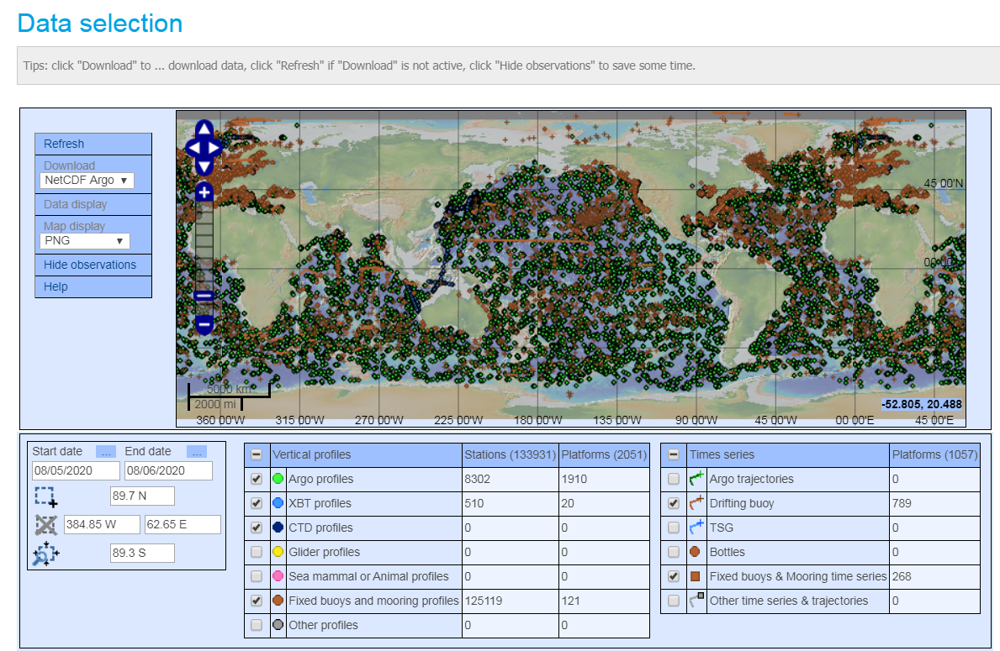 Data selection
Tips: click "Download" to ... download data, click "Refresh" if "Download" is not active, click "Hide observations" to save some time.
Refresh
Download
NetCDF Argo ▼
Data display
Map display
PNG ▼
Hide observations
Help
45 00'N
00 00'
5000 km
2000 mi
-52.805, 20.488
360 00'W 315 00'W 270 00'W 225 00'W 180 00'W 135 00'W 90 00'W 45 00'W 00 00'E 45 00'E
Start date ... End date ...
08/05/2020 08/06/2020
89.7 N
384.85 W 62.65 E
89.3 S
Vertical profiles Stations (133931) Platforms (2051)
Argo profiles 8302 1910
XBT profiles 510 20
CTD profiles 0 0
Glider profiles 0 0
Sea mammal or Animal profiles 0 0
Fixed buoys and mooring profiles 125119 121
Other profiles 0 0
Times series Platforms (1057)
Argo trajectories 0
Drifting buoy 789
TSG 0
Bottles 0
Fixed buoys & Mooring time series 268
Other time series & trajectories 0